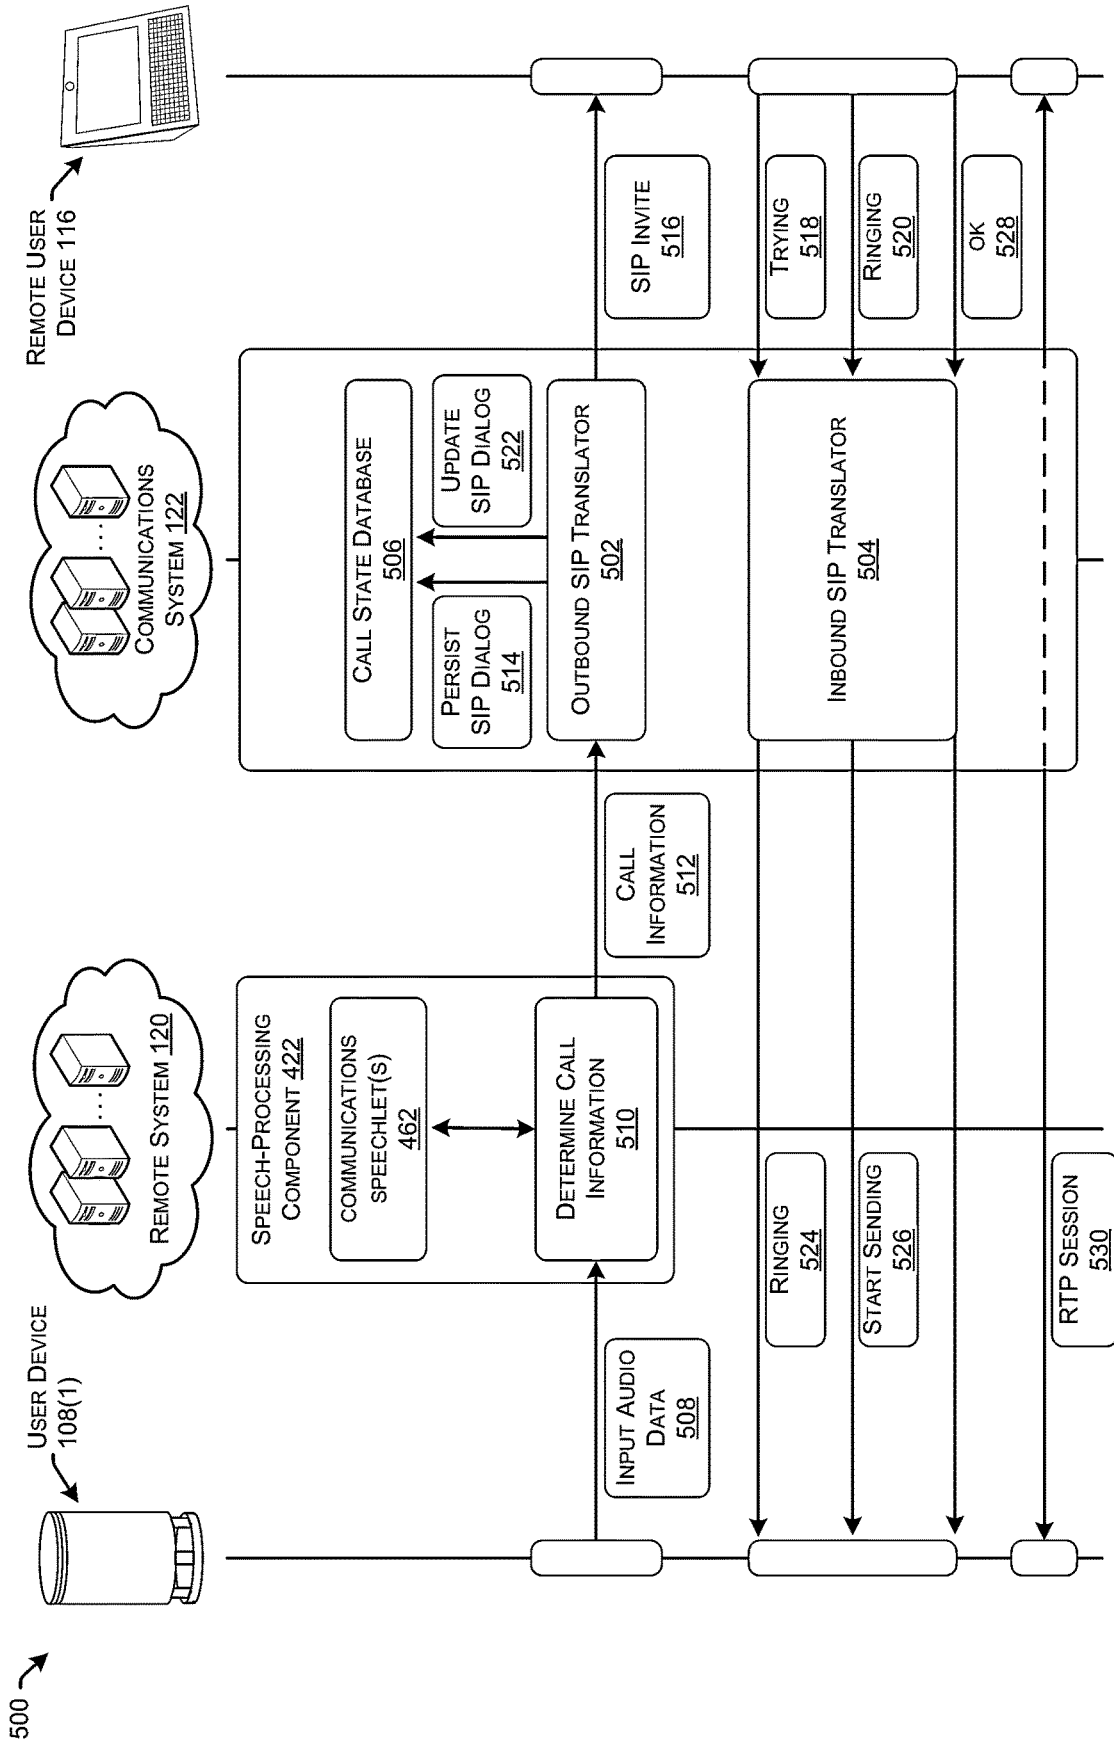 500
USER DEVICE
108(1)
REMOTE SYSTEM 120
COMMUNICATIONS
SYSTEM 122
REMOTE USER
DEVICE 116
SPEECH-PROCESSING
COMPONENT 422
COMMUNICATIONS
SPEECHLET(S)
462
CALL STATE DATABASE
506
PERSIST
SIP DIALOG
514
UPDATE
SIP DIALOG
522
DETERMINE CALL
INFORMATION
510
OUTBOUND SIP TRANSLATOR
502
INPUT AUDIO
DATA
508
CALL
INFORMATION
512
SIP INVITE
516
INBOUND SIP TRANSLATOR
504
TRYING
518
RINGING
520
OK
528
RINGING
524
START SENDING
526
RTP SESSION
530